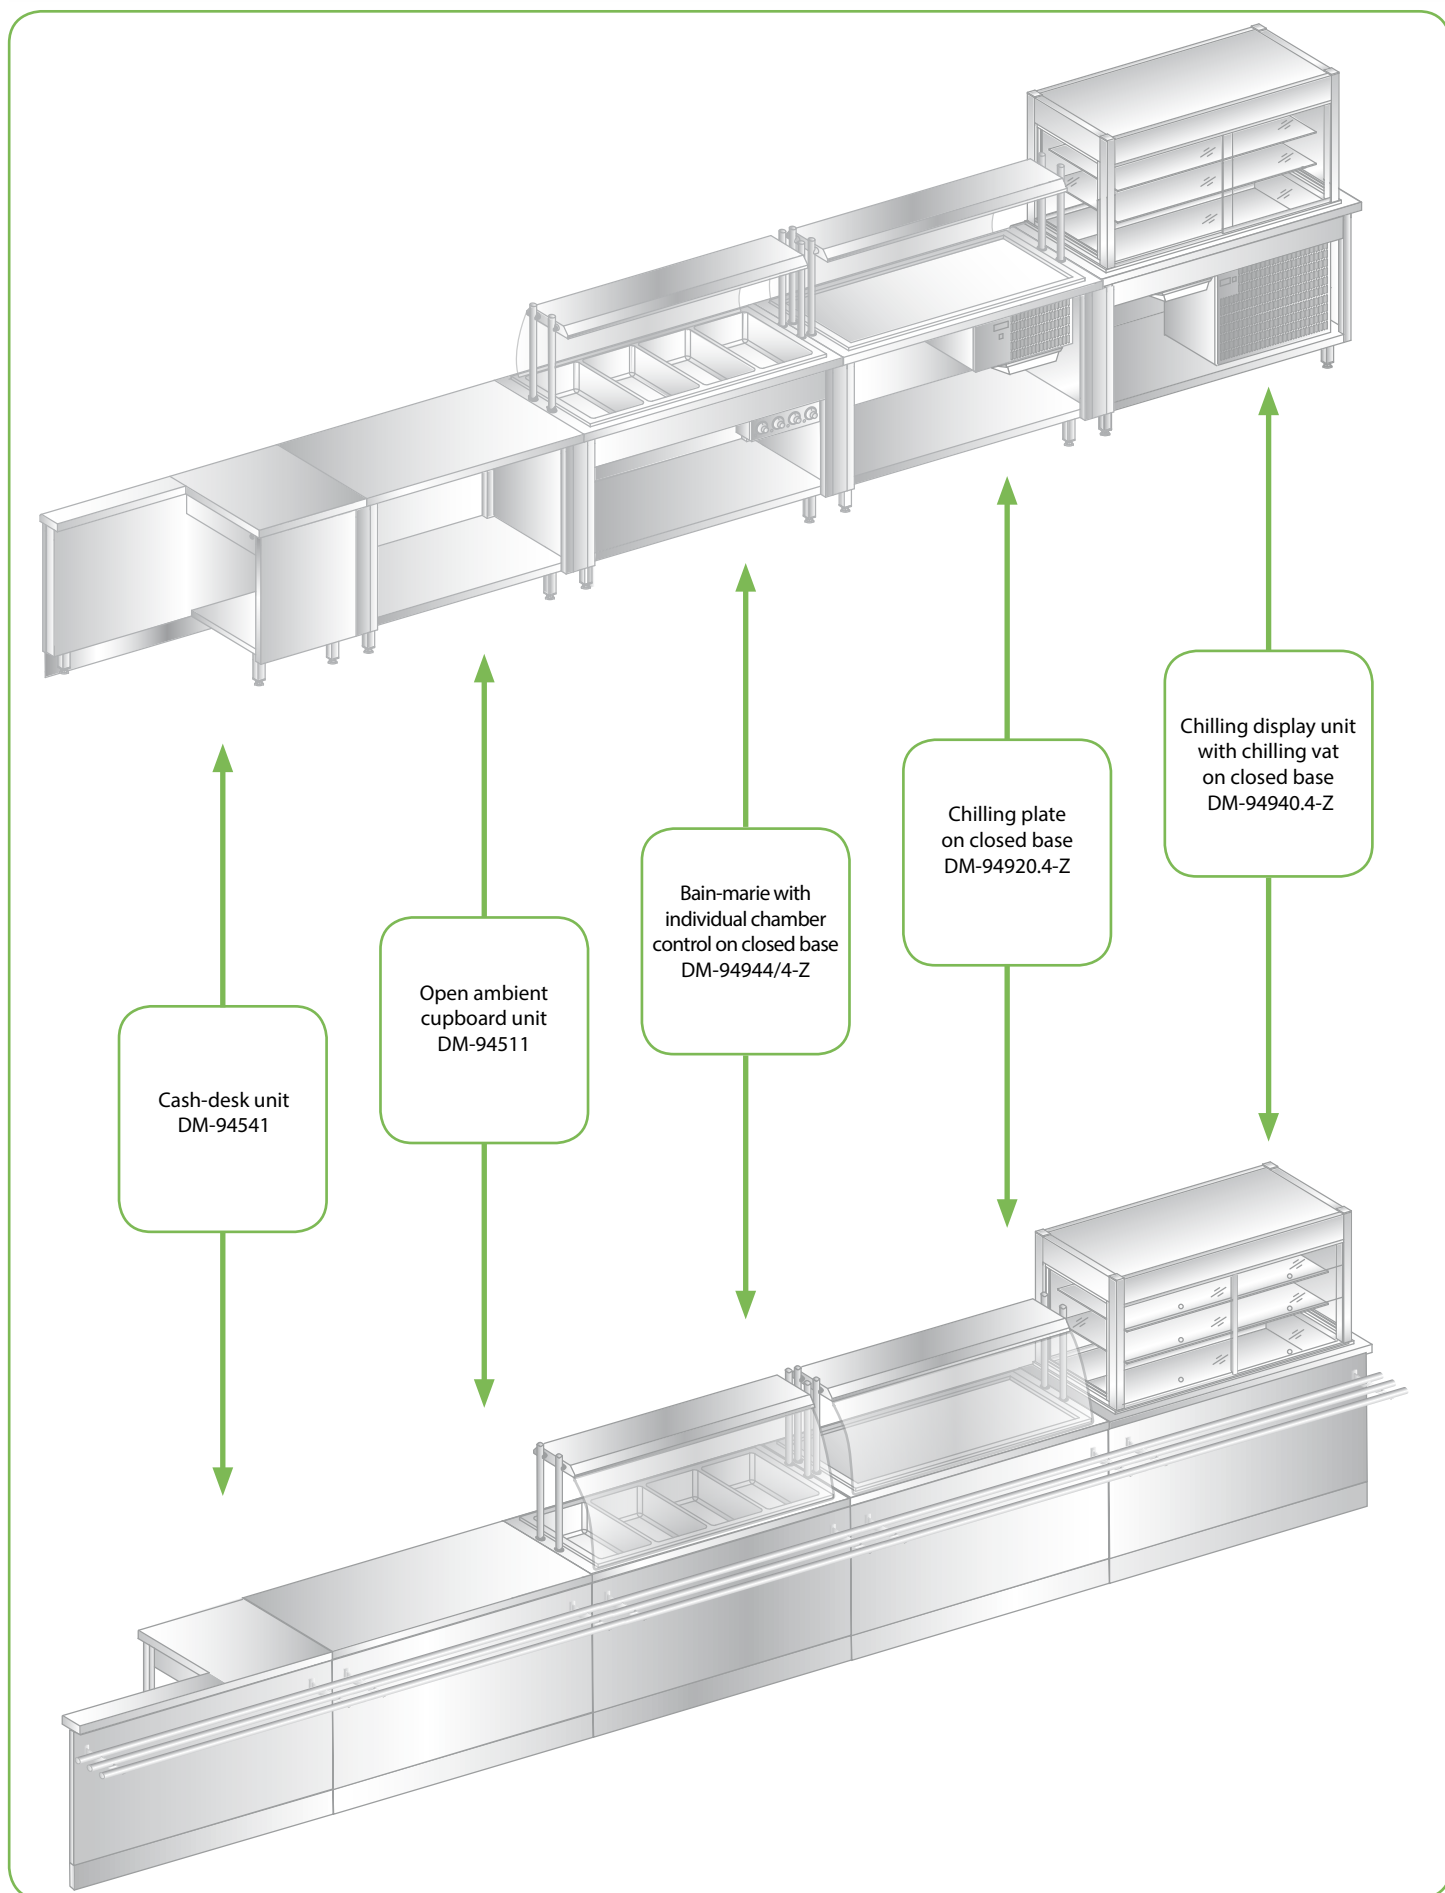 Cash-desk unit
DM-94541
Open ambient
cupboard unit
DM-94511
Bain-marie with
individual chamber
control on closed base
DM-94944/4-Z
Chilling plate
on closed base
DM-94920.4-Z
Chilling display unit
with chilling vat
on closed base
DM-94940.4-Z